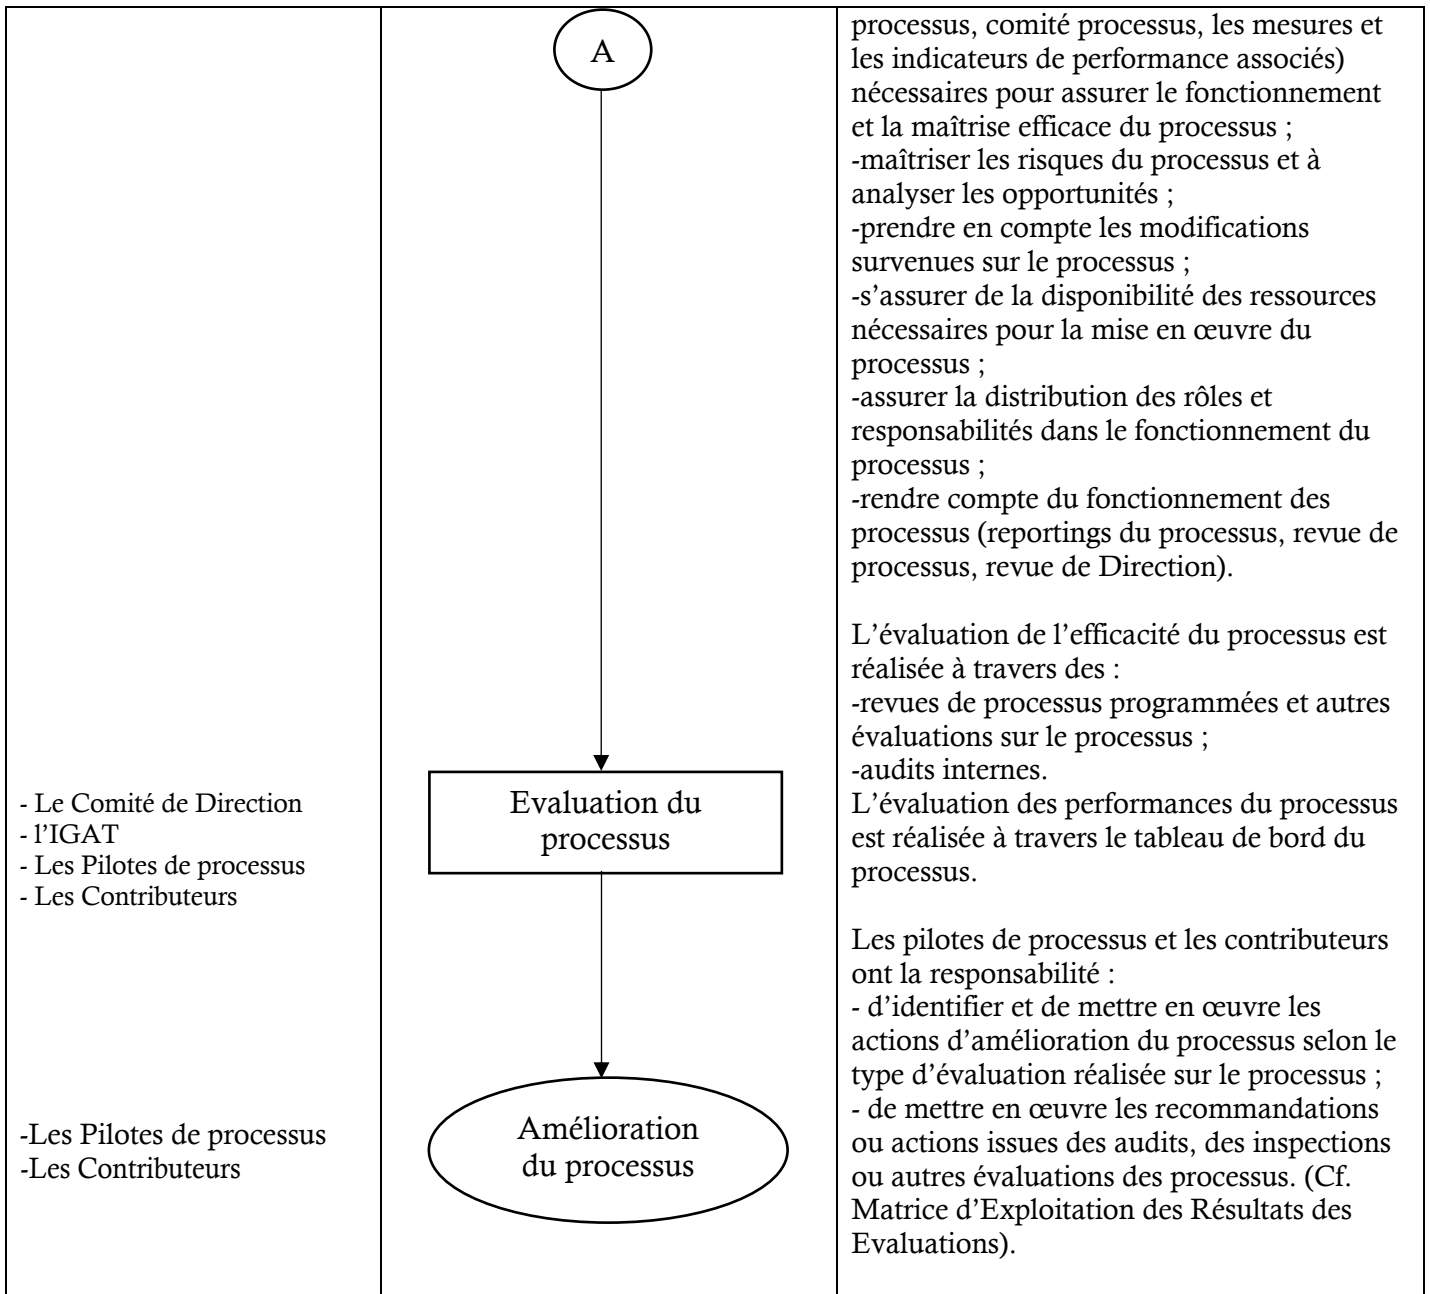 A
processus, comité processus, les mesures et
les indicateurs de performance associés)
nécessaires pour assurer le fonctionnement
et la maîtrise efficace du processus ;
-maîtriser les risques du processus et à
analyser les opportunités ;
-prendre en compte les modifications
survenues sur le processus ;
-s’assurer de la disponibilité des ressources
nécessaires pour la mise en œuvre du
processus ;
-assurer la distribution des rôles et
responsabilités dans le fonctionnement du
processus ;
-rendre compte du fonctionnement des
processus (reportings du processus, revue de
processus, revue de Direction).
- Le Comité de Direction
- l’IGAT
- Les Pilotes de processus
- Les Contributeurs
Evaluation du
processus
L’évaluation de l’efficacité du processus est
réalisée à travers des :
-revues de processus programmées et autres
évaluations sur le processus ;
-audits internes.
L’évaluation des performances du processus
est réalisée à travers le tableau de bord du
processus.
-Les Pilotes de processus
-Les Contributeurs
Amélioration
du processus
Les pilotes de processus et les contributeurs
ont la responsabilité :
- d’identifier et de mettre en œuvre les
actions d’amélioration du processus selon le
type d’évaluation réalisée sur le processus ;
- de mettre en œuvre les recommandations
ou actions issues des audits, des inspections
ou autres évaluations des processus. (Cf.
Matrice d’Exploitation des Résultats des
Evaluations).